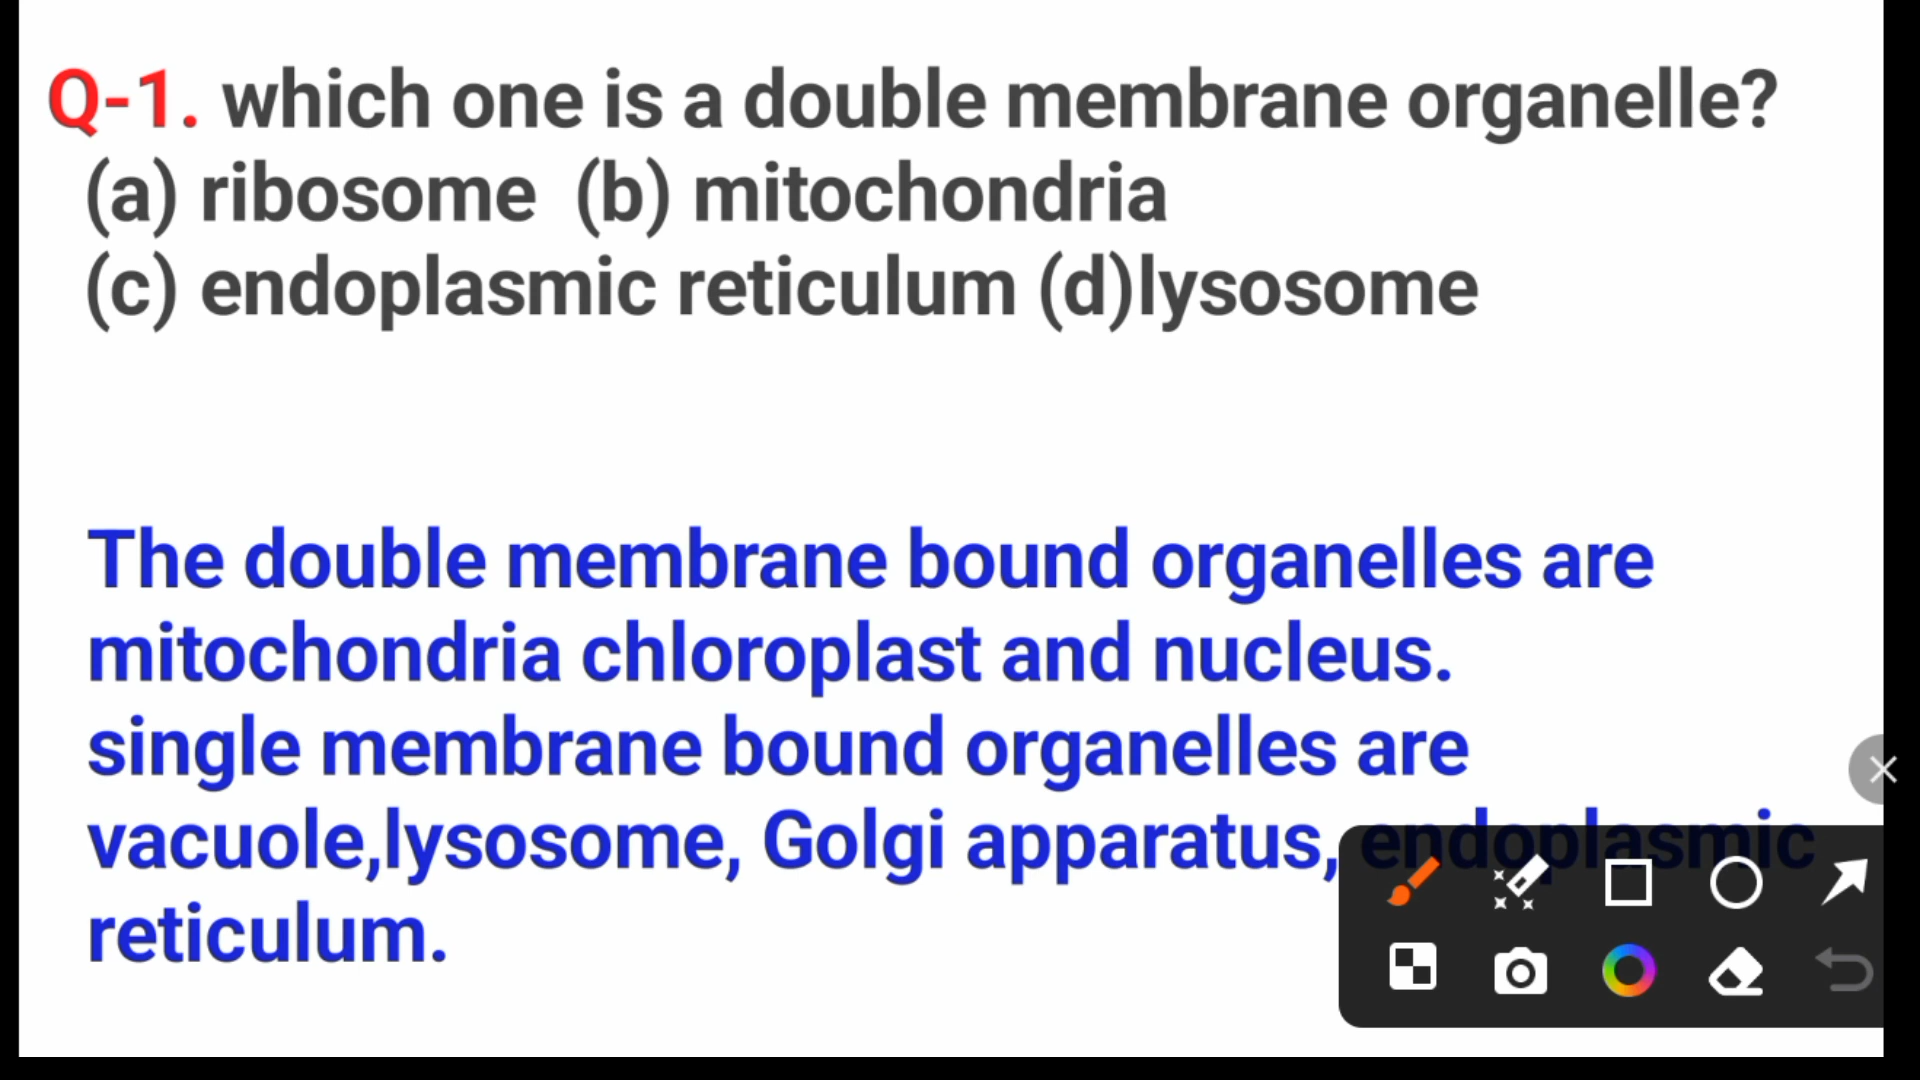 Q-1. which one is a double membrane organelle?
(a) ribosome (b) mitochondria
(c) endoplasmic reticulum (d)lysosome
The double membrane bound organelles are
mitochondria chloroplast and nucleus.
single membrane bound organelles are
vacuole,lysosome, Golgi apparatus, endoplasmic
reticulum.